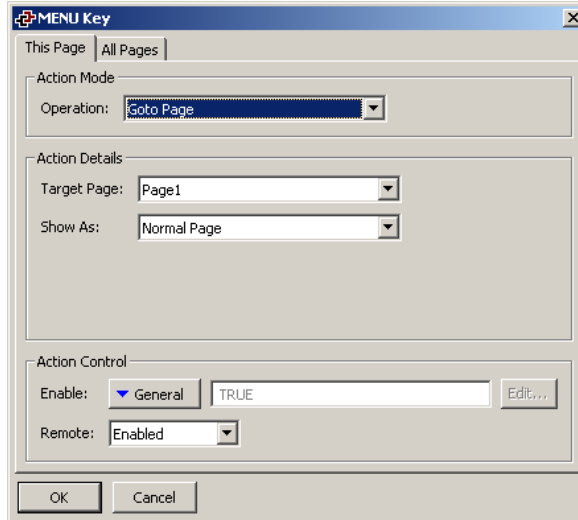 MENU Key
This Page All Pages
Action Mode
Operation: Goto Page
Action Details
Target Page: Page1
Show As: Normal Page
Action Control
Enable: General TRUE Edit...
Remote: Enabled
OK Cancel